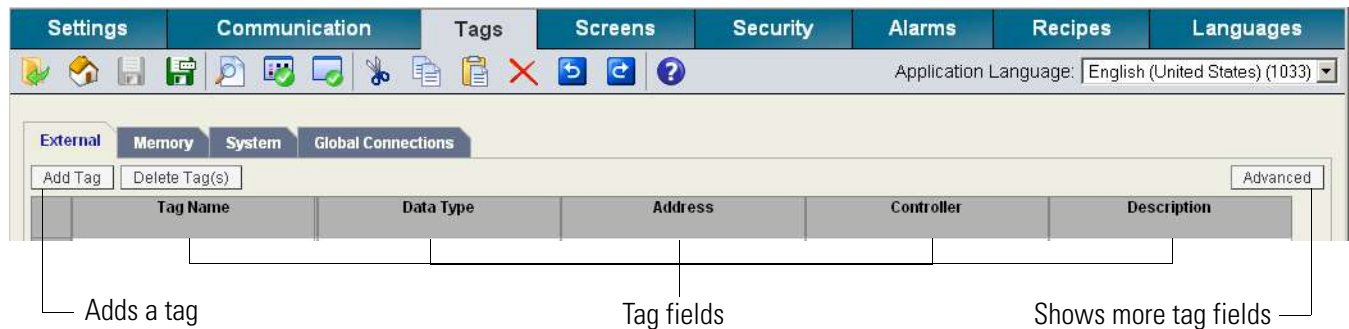 Settings Communication Tags Screens Security Alarms Recipes Languages
Application Language: English (United States) (1033)
External Memory System Global Connections
Add Tag Delete Tag(s) Advanced
Tag Name Data Type Address Controller Description
Adds a tag Tag fields Shows more tag fields